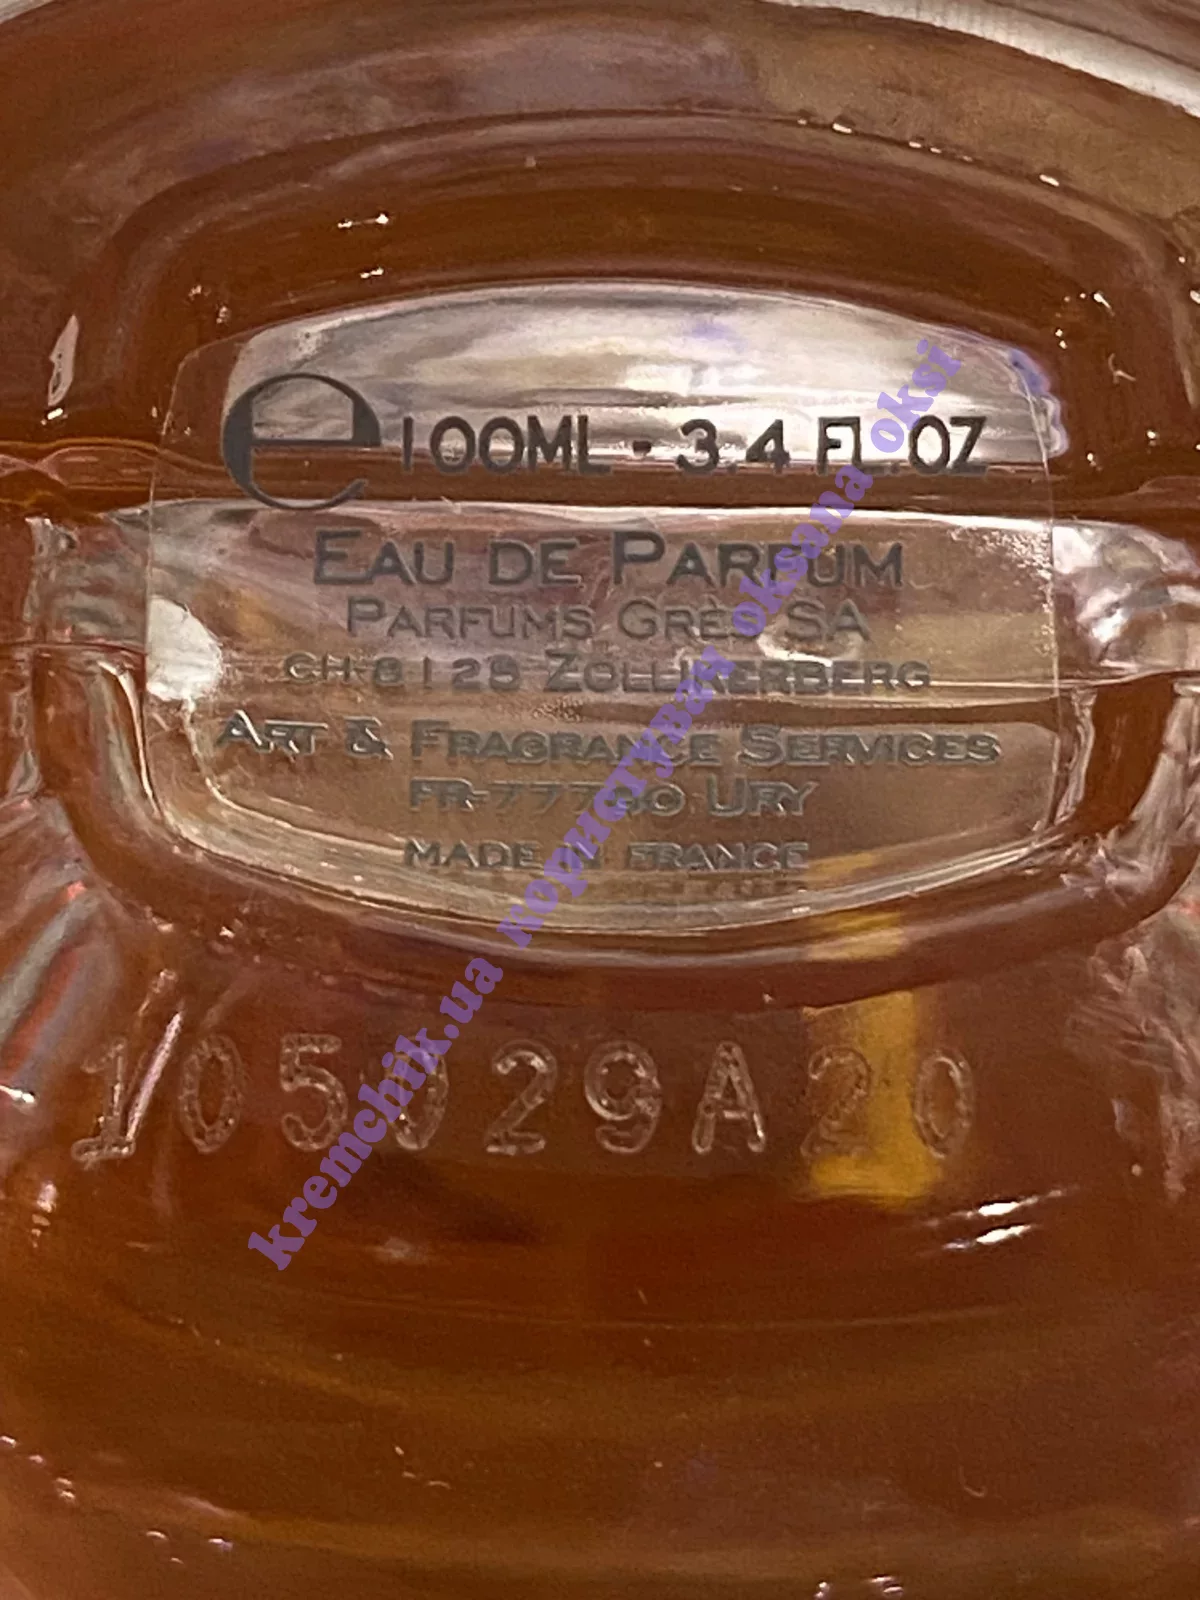 e 100ML · 3.4 FL.OZ
EAU DE PARFUM
PARFUMS GRÈS SA
CH-8125 ZOLLIKERBERG
ART & FRAGRANCE SERVICES
FR-77760 URY
MADE IN FRANCE
105029A20
kremchik.ua користувач oksana oksi